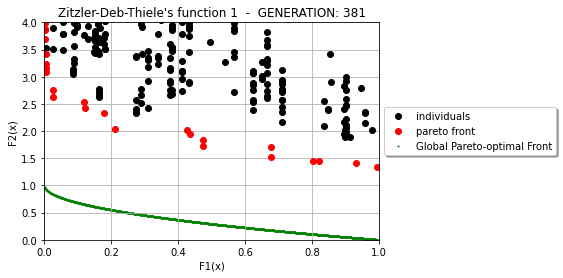 Zitzler-Deb-Thiele's function 1 - GENERATION: 381
4.0
3.5
3.0
2.5
2.0
1.5
1.0
0.5
0.0
F2(x)
0.0 0.2 0.4 0.6 0.8 1.0
F1(x)
individuals
pareto front
Global Pareto-optimal Front